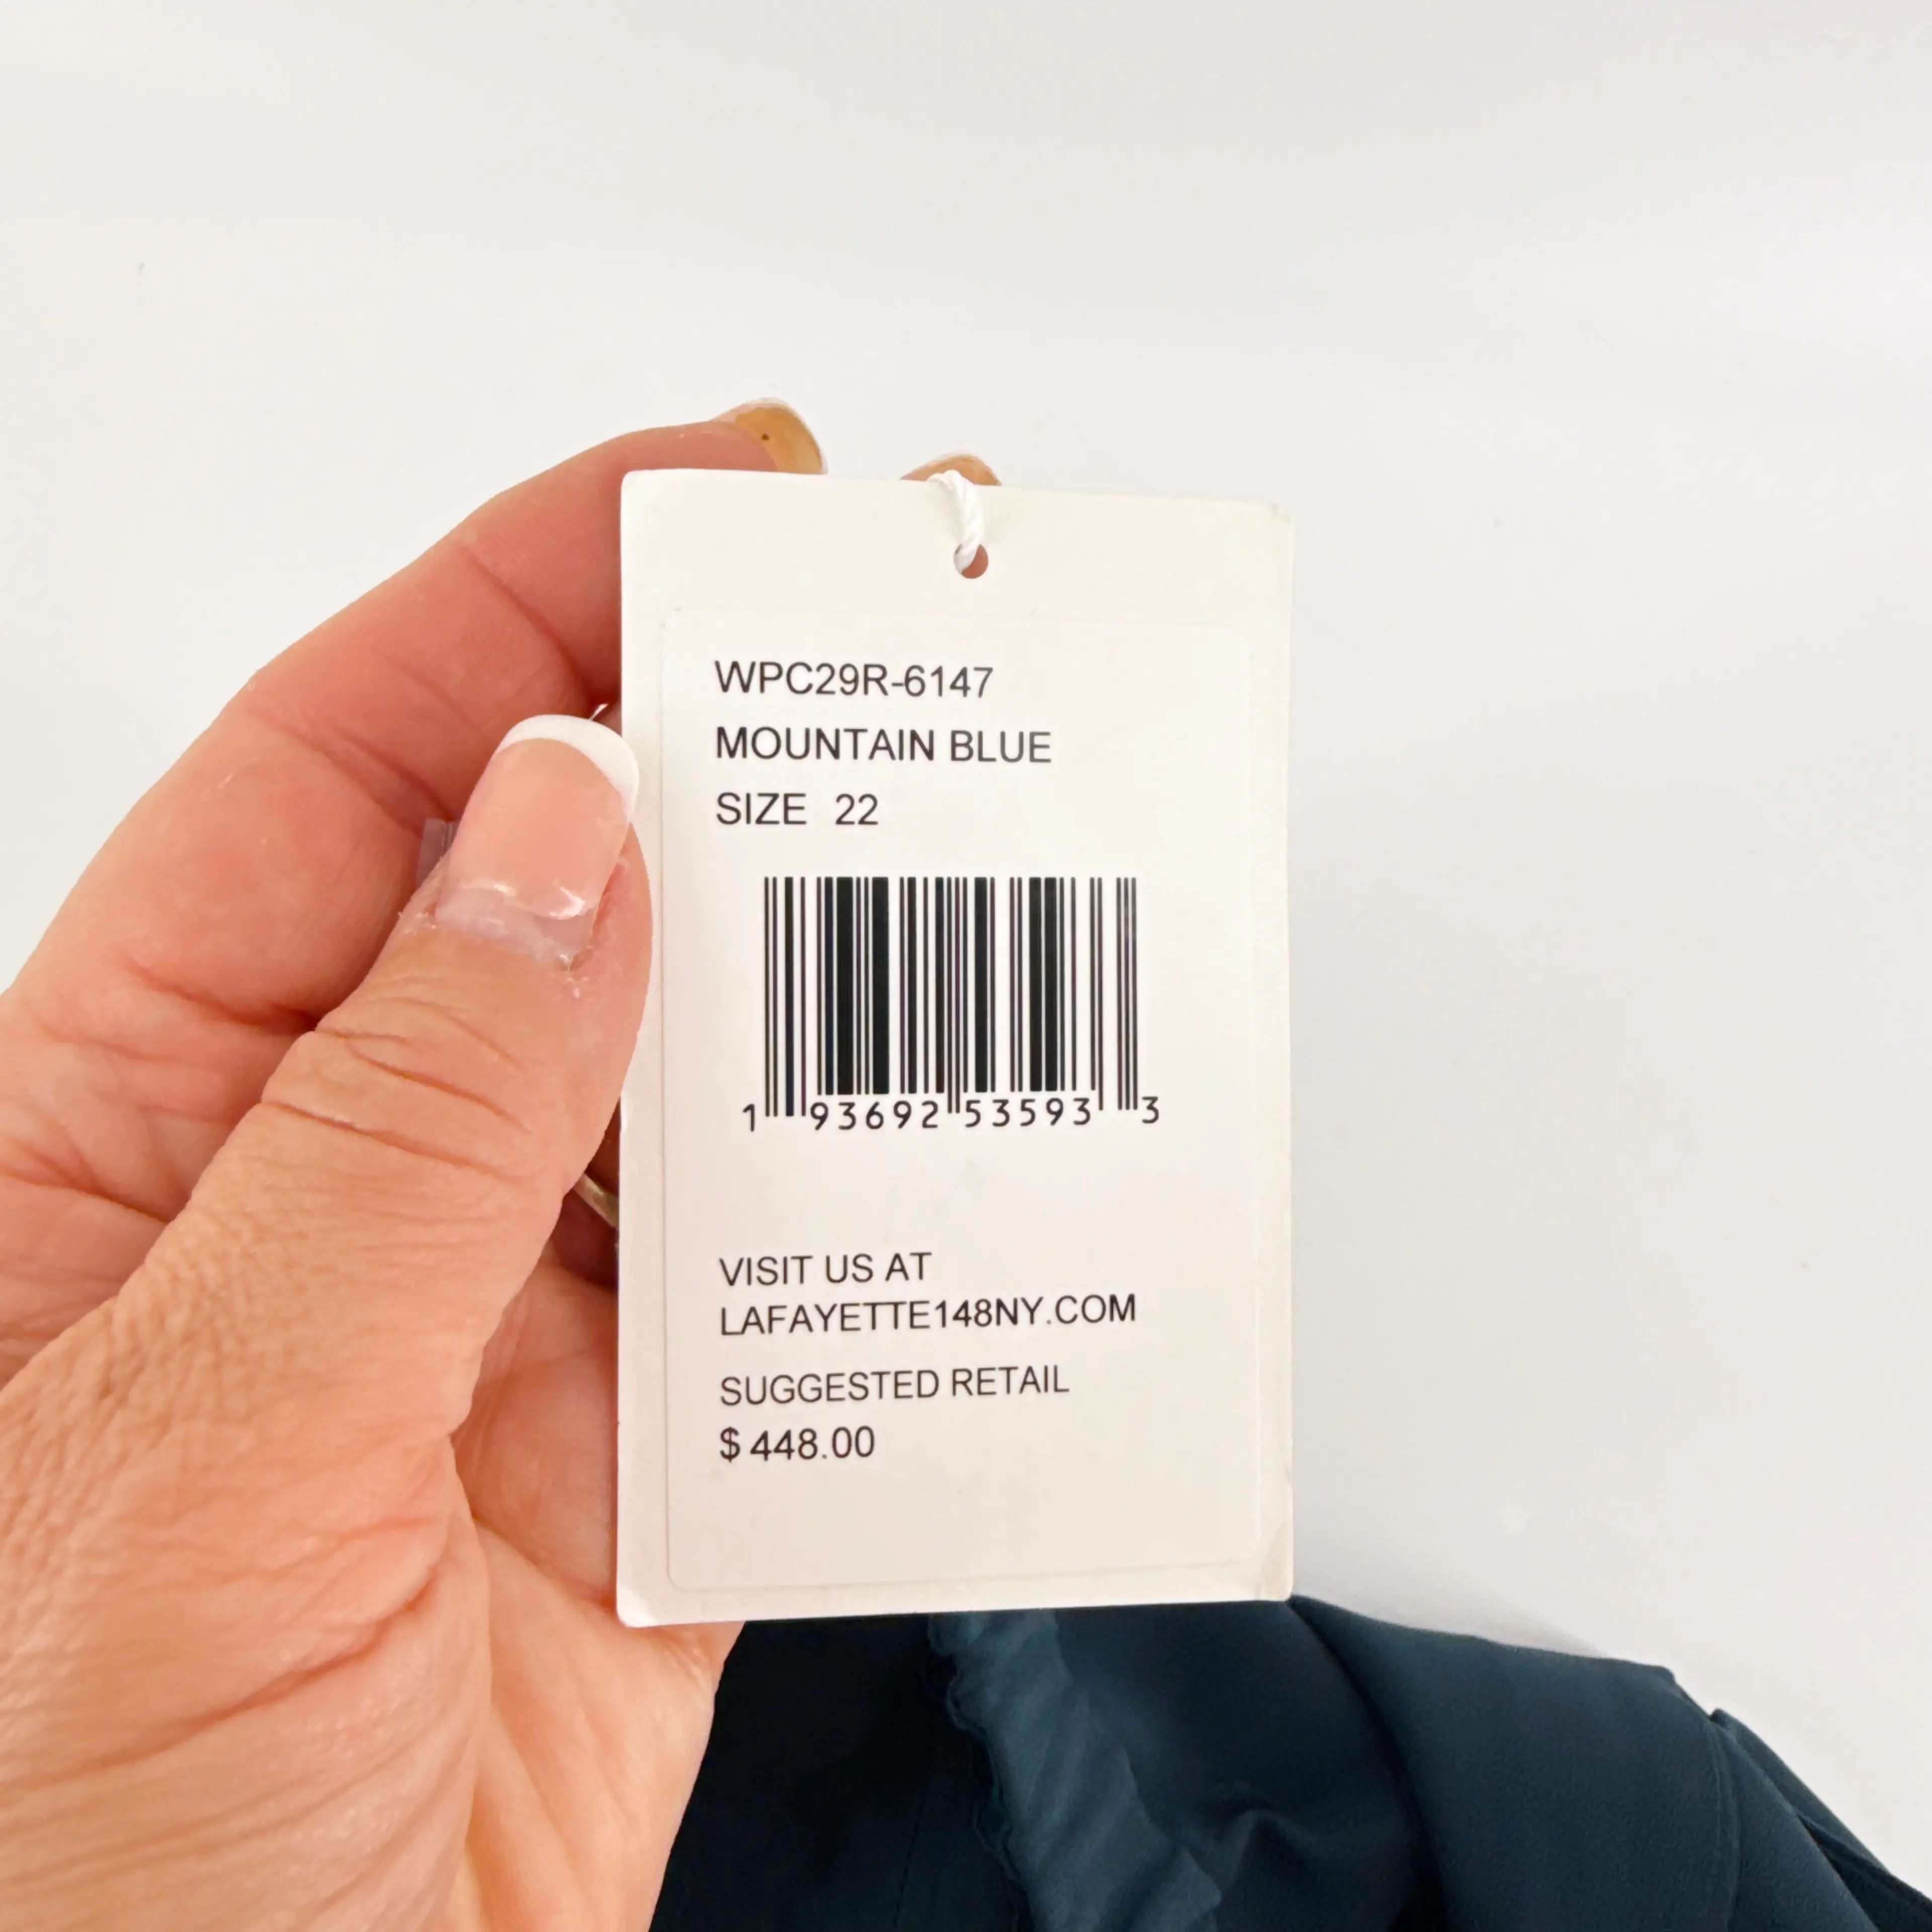 WPC29R-6147
MOUNTAIN BLUE
SIZE 22
1 93692 53593 3
VISIT US AT
LAFAYETTE148NY.COM
SUGGESTED RETAIL
$ 448.00